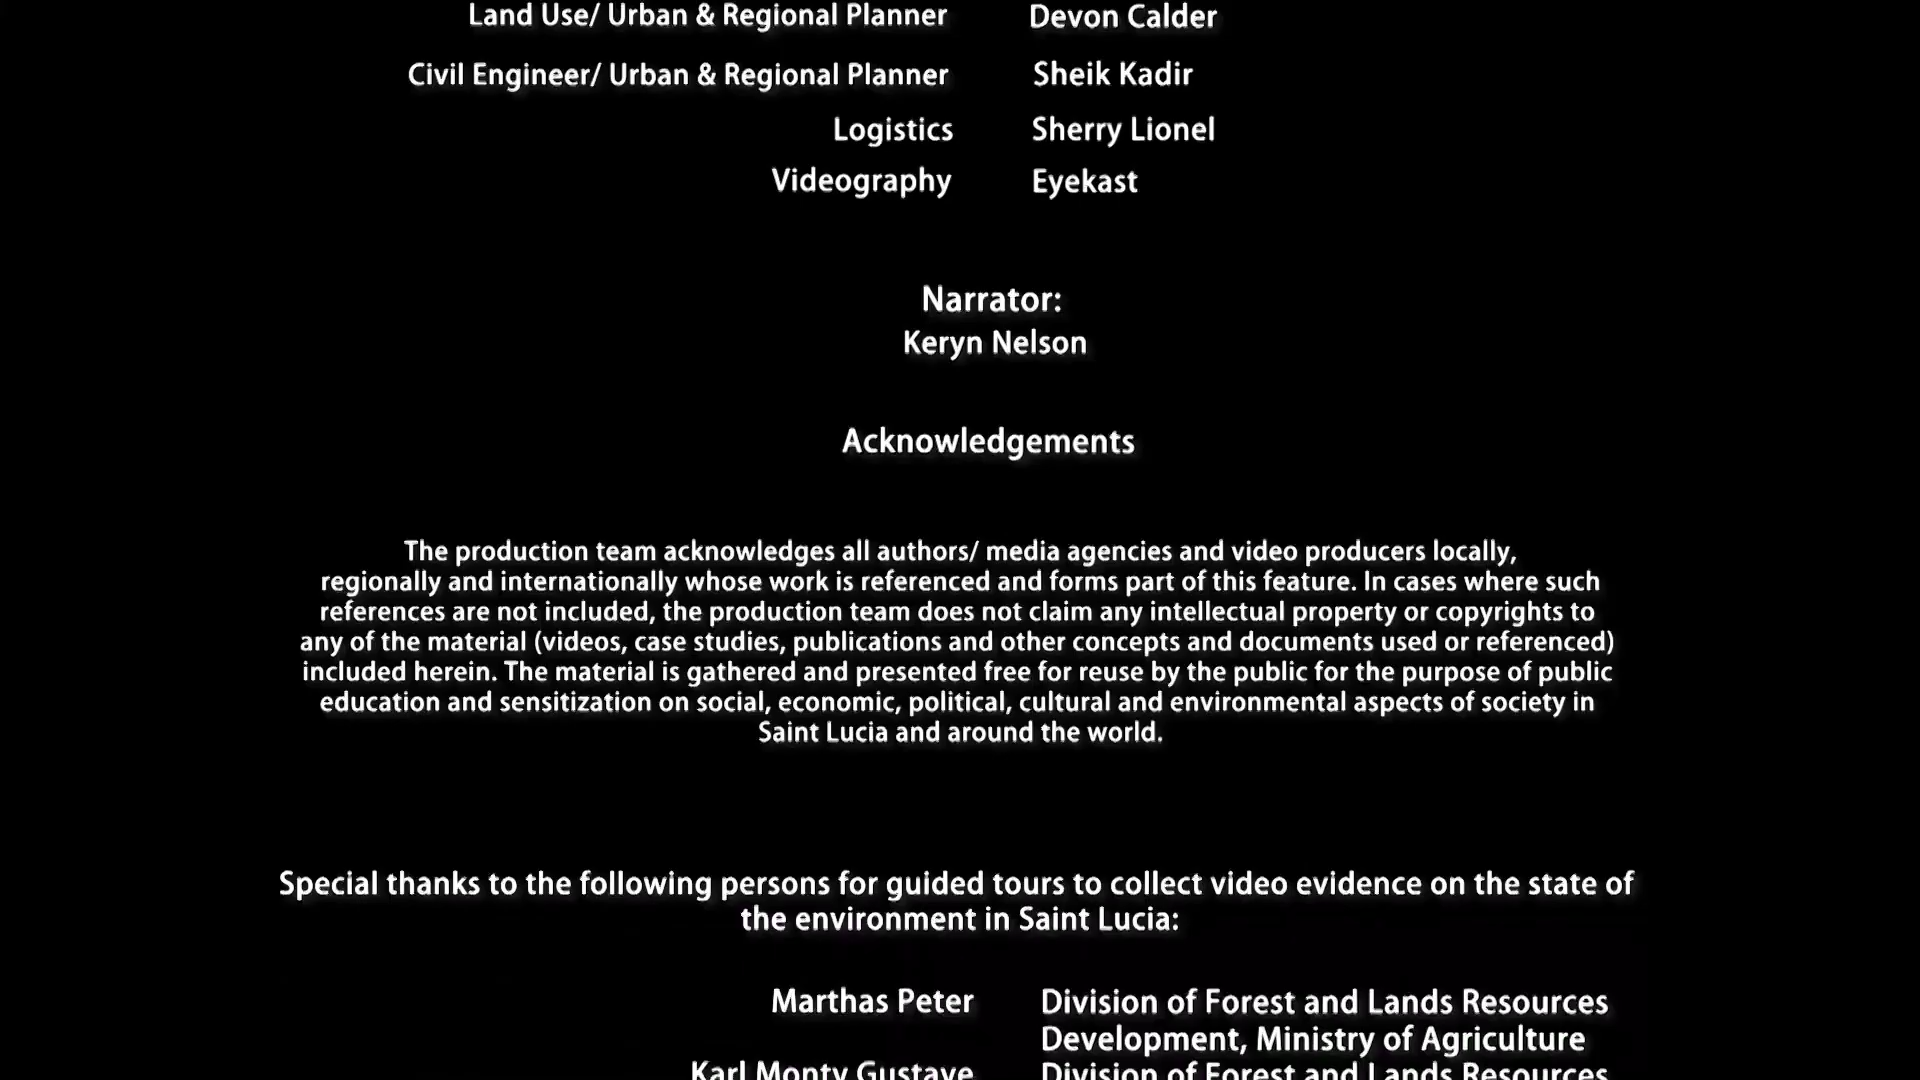 Land Use/ Urban & Regional Planner Devon Calder
Civil Engineer/ Urban & Regional Planner Sheik Kadir
Logistics Sherry Lionel
Videography Eyekast
Narrator:
Keryn Nelson
Acknowledgements
The production team acknowledges all authors/ media agencies and video producers locally,
regionally and internationally whose work is referenced and forms part of this feature. In cases where such
references are not included, the production team does not claim any intellectual property or copyrights to
any of the material (videos, case studies, publications and other concepts and documents used or referenced)
included herein. The material is gathered and presented free for reuse by the public for the purpose of public
education and sensitization on social, economic, political, cultural and environmental aspects of society in
Saint Lucia and around the world.
Special thanks to the following persons for guided tours to collect video evidence on the state of
the environment in Saint Lucia:
Marthas Peter Division of Forest and Lands Resources
Development, Ministry of Agriculture
Karl Monty Gustave Division of Forest and Lands Resources